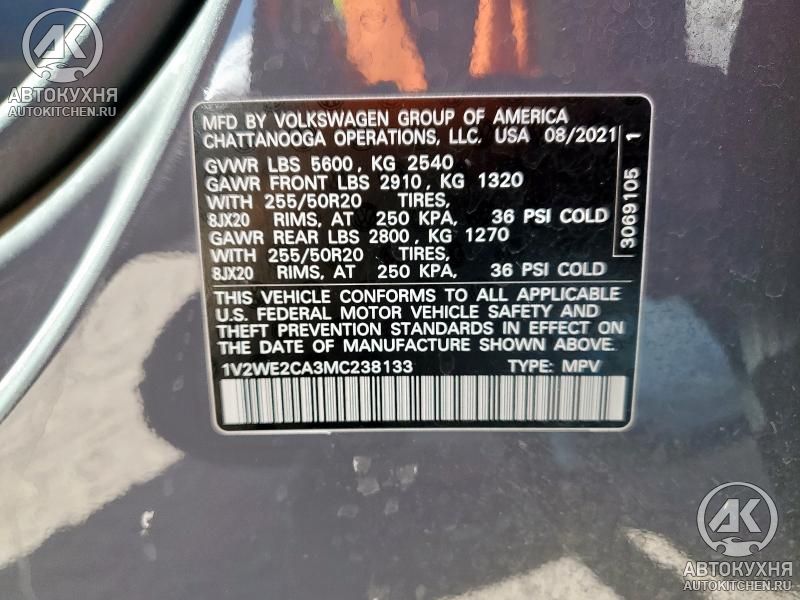 АК
АВТОКУХНЯ
AUTOKITCHEN.RU
MFD BY VOLKSWAGEN GROUP OF AMERICA
CHATTANOOGA OPERATIONS, LLC. USA 08/2021
GVWR LBS 5600, KG 2540
GAWR FRONT LBS 2910, KG 1320
WITH 255/50R20 TIRES,
8JX20 RIMS, AT 250 KPA, 36 PSI COLD
GAWR REAR LBS 2800, KG 1270
WITH 255/50R20 TIRES,
8JX20 RIMS, AT 250 KPA, 36 PSI COLD
THIS VEHICLE CONFORMS TO ALL APPLICABLE
U.S. FEDERAL MOTOR VEHICLE SAFETY AND
THEFT PREVENTION STANDARDS IN EFFECT ON
THE DATE OF MANUFACTURE SHOWN ABOVE.
1V2WE2CA3MC238133 TYPE: MPV
3069105 1
АК
АВТОКУХНЯ
AUTOKITCHEN.RU